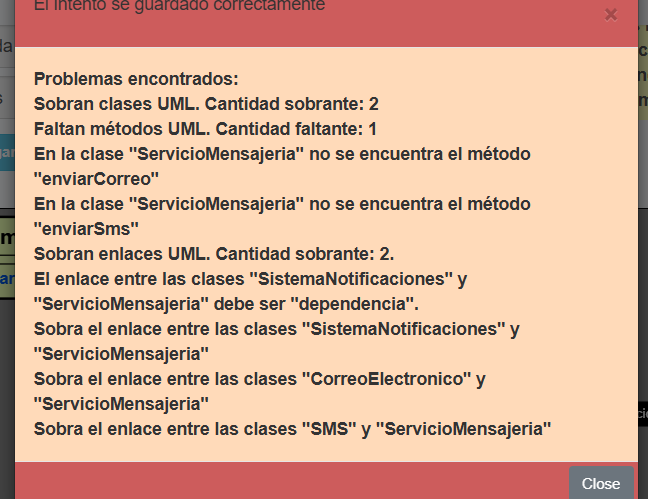 El intento se guardado correctamente
×
Problemas encontrados:
Sobran clases UML. Cantidad sobrante: 2
Faltan métodos UML. Cantidad faltante: 1
En la clase "ServicioMensajeria" no se encuentra el método
"enviarCorreo"
En la clase "ServicioMensajeria" no se encuentra el método
"enviarSms"
Sobran enlaces UML. Cantidad sobrante: 2.
El enlace entre las clases "SistemaNotificaciones" y
"ServicioMensajeria" debe ser "dependencia".
Sobra el enlace entre las clases "SistemaNotificaciones" y
"ServicioMensajeria"
Sobra el enlace entre las clases "CorreoElectronico" y
"ServicioMensajeria"
Sobra el enlace entre las clases "SMS" y "ServicioMensajeria"
Close